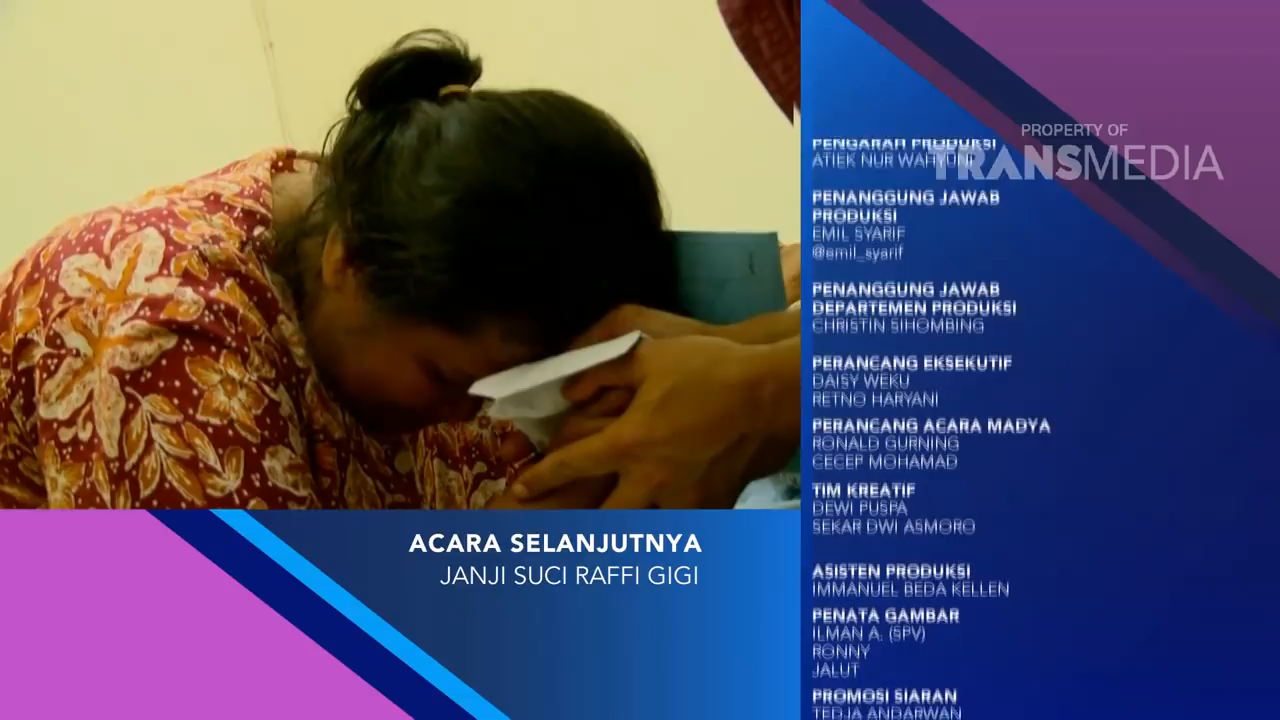 PROPERTY OF
TRANSMEDIA
PENGARAH PRODUKSI
ATIEK NUR WAHYUNI
PENANGGUNG JAWAB
PRODUKSI
EMIL SYARIF
@emil_syarif
PENANGGUNG JAWAB
DEPARTEMEN PRODUKSI
CHRISTIN SIHOMBING
PERANCANG EKSEKUTIF
DAISY WEKU
RETNO HARYANI
PERANCANG ACARA MADYA
RONALD GURNING
CECEP MOHAMAD
TIM KREATIF
DEWI PUSPA
SEKAR DWI ASMORO
ASISTEN PRODUKSI
IMMANUEL BEDA KELLEN
PENATA GAMBAR
ILMAN A. (SPV)
RONNY
JALUT
PROMOSI SIARAN
TEDJA ANDARWAN
ACARA SELANJUTNYA
JANJI SUCI RAFFI GIGI